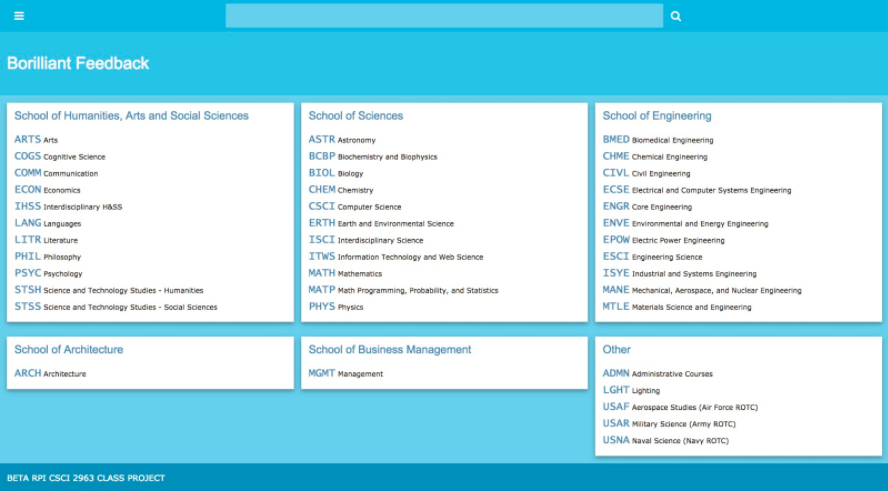 Borilliant Feedback
School of Humanities, Arts and Social Sciences
ARTS Arts
COGS Cognitive Science
COMM Communication
ECON Economics
IHSS Interdisciplinary H&SS
LANG Languages
LITR Literature
PHIL Philosophy
PSYC Psychology
STSH Science and Technology Studies - Humanities
STSS Science and Technology Studies - Social Sciences
School of Sciences
ASTR Astronomy
BCBP Biochemistry and Biophysics
BIOL Biology
CHEM Chemistry
CSCI Computer Science
ERTH Earth and Environmental Science
ISCI Interdisciplinary Science
ITWS Information Technology and Web Science
MATH Mathematics
MATP Math Programming, Probability, and Statistics
PHYS Physics
School of Engineering
BMED Biomedical Engineering
CHME Chemical Engineering
CIVL Civil Engineering
ECSE Electrical and Computer Systems Engineering
ENGR Core Engineering
ENVE Environmental and Energy Engineering
EPOW Electric Power Engineering
ESCI Engineering Science
ISYE Industrial and Systems Engineering
MANE Mechanical, Aerospace, and Nuclear Engineering
MTLE Materials Science and Engineering
School of Architecture
ARCH Architecture
School of Business Management
MGMT Management
Other
ADMN Administrative Courses
LGHT Lighting
USAF Aerospace Studies (Air Force ROTC)
USAR Military Science (Army ROTC)
USNA Naval Science (Navy ROTC)
BETA RPI CSCI 2963 CLASS PROJECT